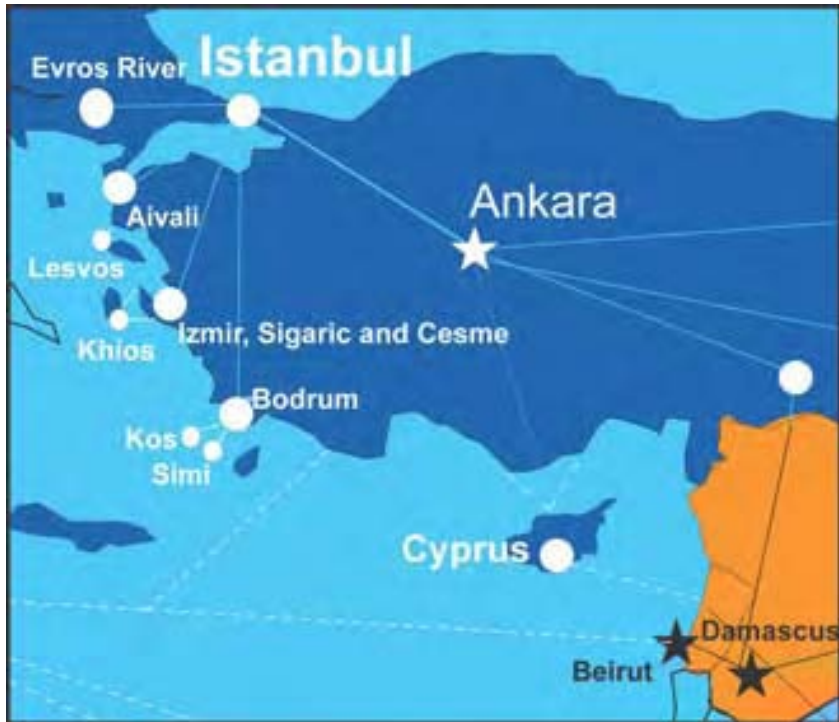 Istanbul
Evros River
Ankara
Aivali
Lesvos
Izmir, Sigaric and Cesme
Khios
Bodrum
Kos
Simi
Cyprus
Damascus
Beirut